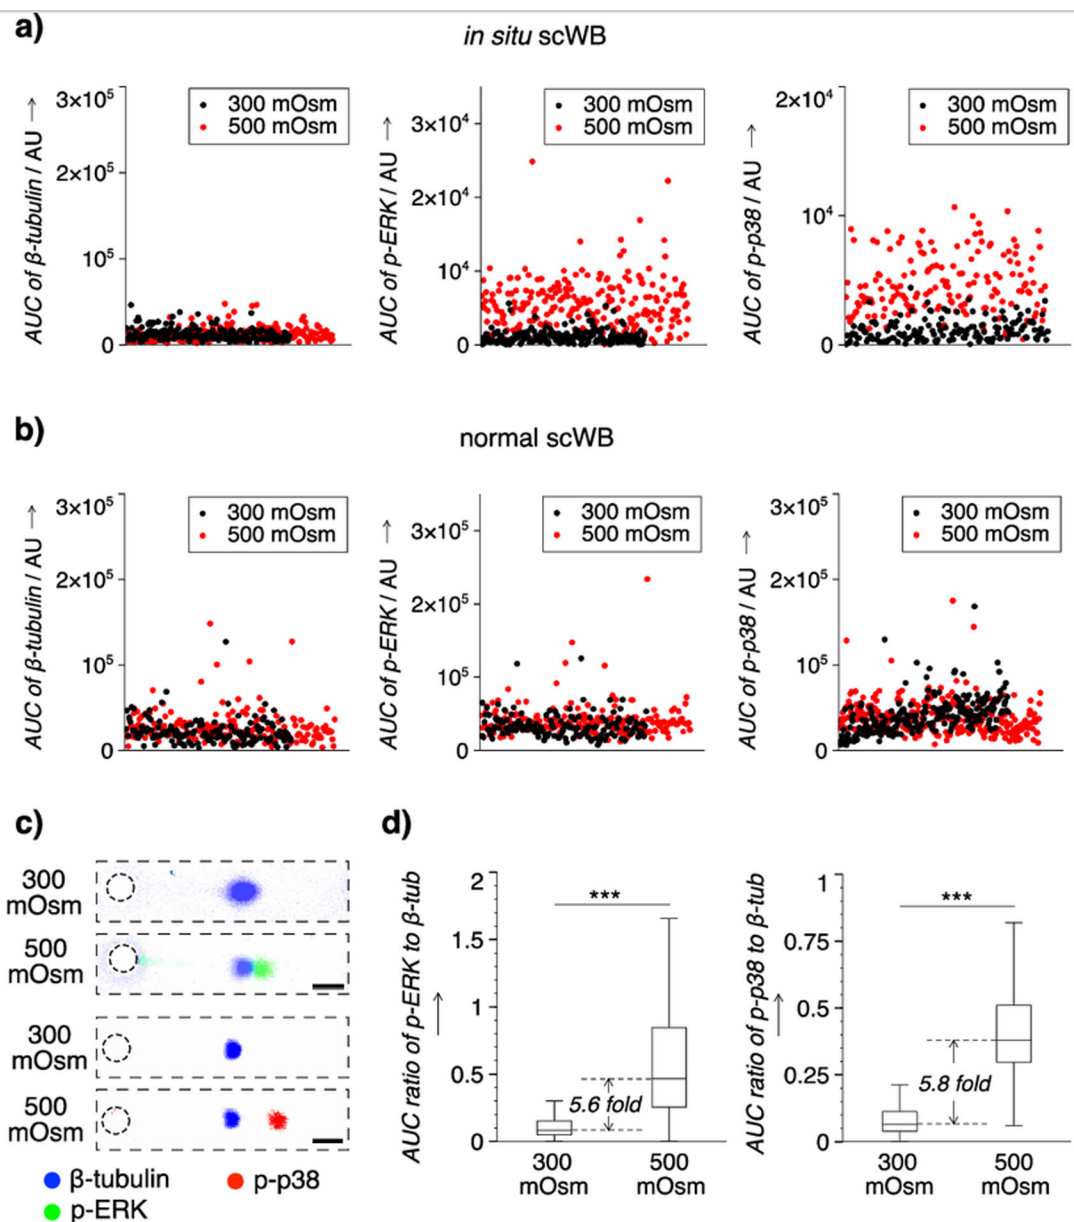 a)
in situ scWB
AUC of β-tubulin / AU →
3×10⁵
2×10⁵
10⁵
0
300 mOsm
500 mOsm
AUC of p-ERK / AU →
3×10⁴
2×10⁴
10⁴
0
300 mOsm
500 mOsm
AUC of p-p38 / AU →
2×10⁴
10⁴
0
300 mOsm
500 mOsm
b)
normal scWB
AUC of β-tubulin / AU →
3×10⁵
2×10⁵
10⁵
0
300 mOsm
500 mOsm
AUC of p-ERK / AU →
3×10⁵
2×10⁵
10⁵
0
300 mOsm
500 mOsm
AUC of p-p38 / AU →
3×10⁵
2×10⁵
10⁵
0
300 mOsm
500 mOsm
c)
300
mOsm
500
mOsm
300
mOsm
500
mOsm
β-tubulin
p-p38
p-ERK
d)
AUC ratio of p-ERK to β-tub →
2
1.5
1
0.5
0
***
5.6 fold
300
mOsm
500
mOsm
AUC ratio of p-p38 to β-tub →
1
0.75
0.5
0.25
0
***
5.8 fold
300
mOsm
500
mOsm